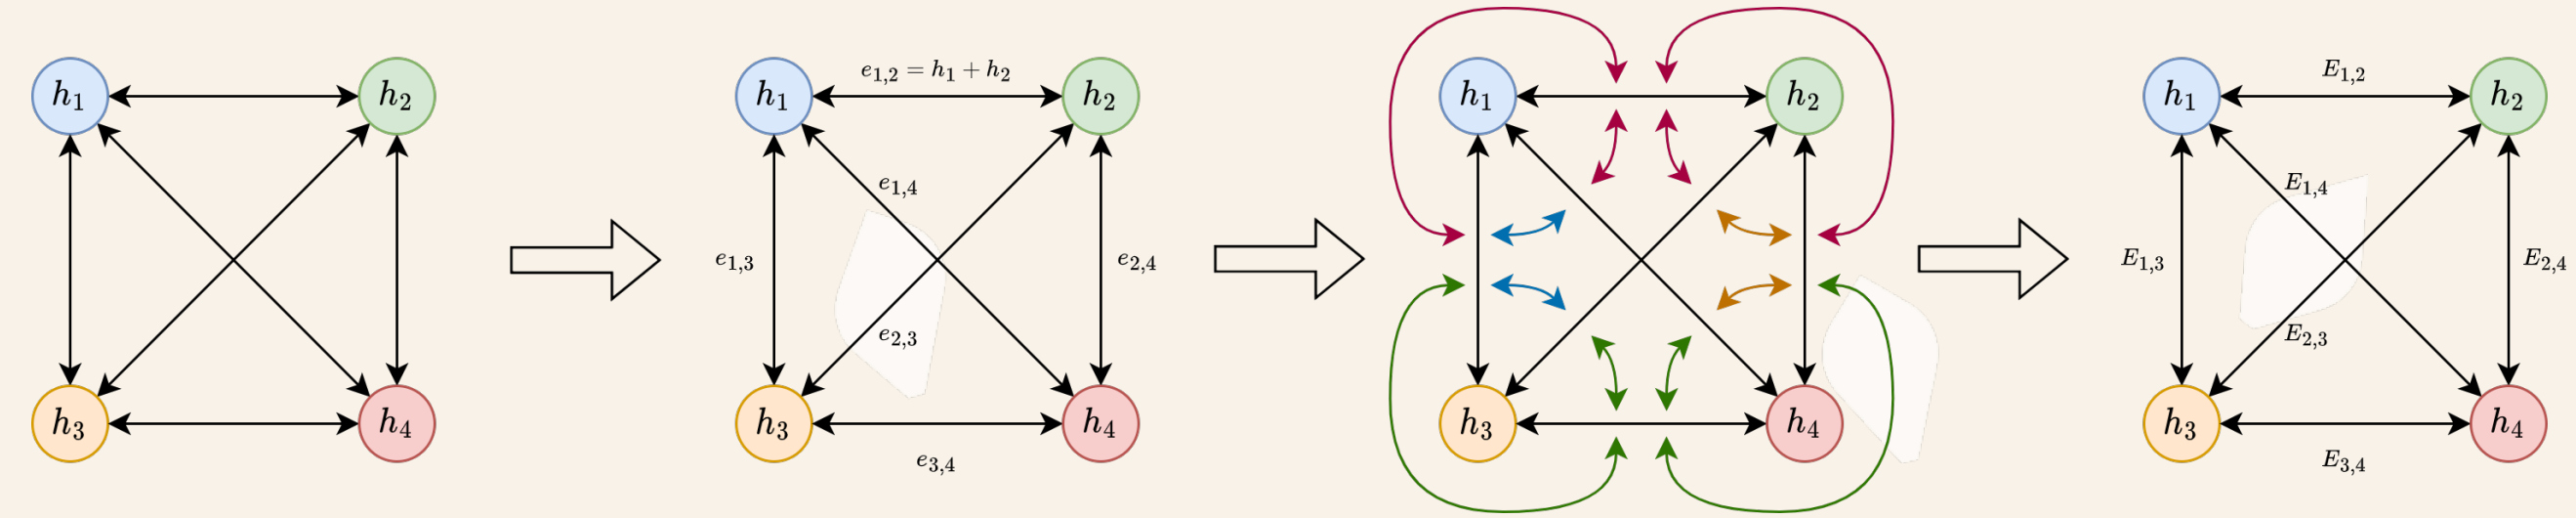 h₁
h₂
h₃
h₄
h₁
e₁,₂ = h₁ + h₂
h₂
e₁,₄
e₁,₃
e₂,₄
e₂,₃
h₃
h₄
e₃,₄
h₁
h₂
h₃
h₄
h₁
E₁,₂
h₂
E₁,₄
E₁,₃
E₂,₄
E₂,₃
h₃
h₄
E₃,₄